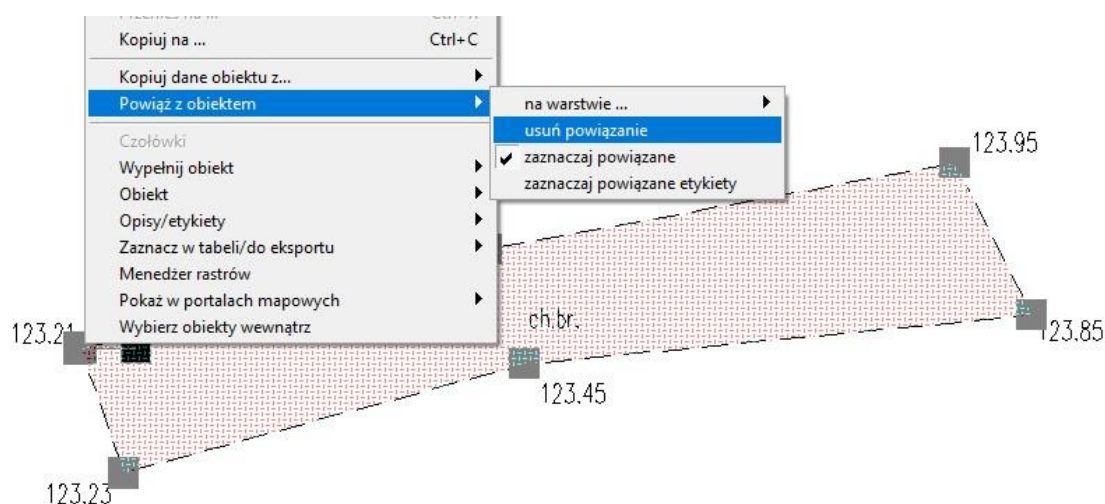 Kopiuj na ... Ctrl+C
Kopiuj dane obiektu z...
Powiąż z obiektem
Czołówki
Wypełnij obiekt
Obiekt
Opisy/etykiety
Zaznacz w tabeli/do eksportu
Menedżer rastrów
Pokaż w portalach mapowych
Wybierz obiekty wewnątrz
na warstwie ...
usuń powiązanie
zaznaczaj powiązane
zaznaczaj powiązane etykiety
123.95
ch.br.
123.21
123.85
123.45
123.23